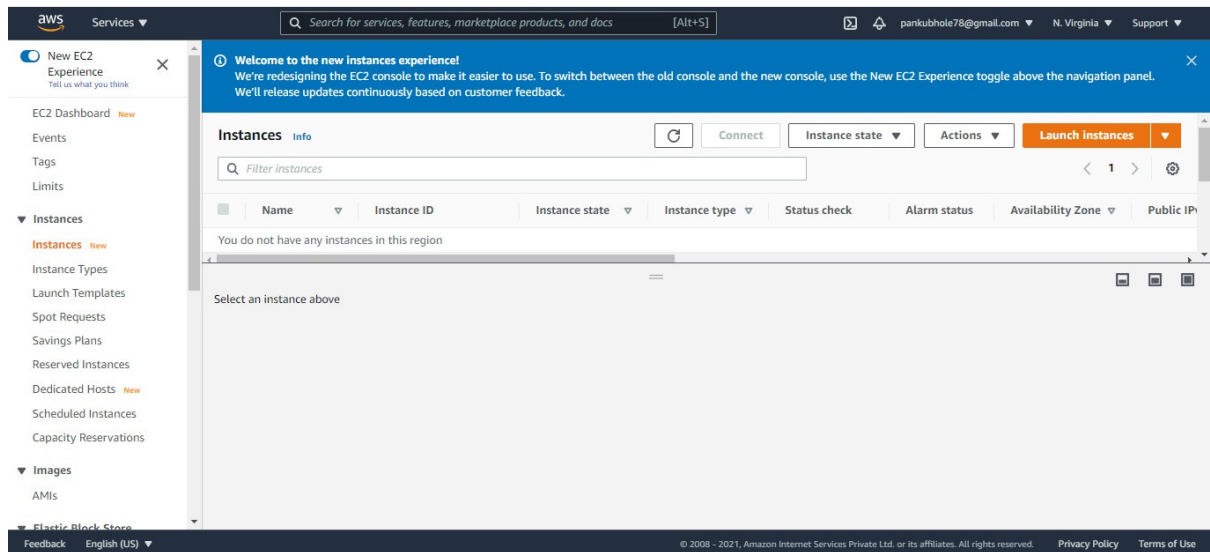 aws Services ▼ Search for services, features, marketplace products, and docs [Alt+S] pankubhole78@gmail.com ▼ N. Virginia ▼ Support ▼
New EC2
Experience
Tell us what you think
EC2 Dashboard New
Events
Tags
Limits
▼ Instances
Instances New
Instance Types
Launch Templates
Spot Requests
Savings Plans
Reserved Instances
Dedicated Hosts New
Scheduled Instances
Capacity Reservations
▼ Images
AMIs
▼ Elastic Block Store
Welcome to the new instances experience!
We're redesigning the EC2 console to make it easier to use. To switch between the old console and the new console, use the New EC2 Experience toggle above the navigation panel.
We'll release updates continuously based on customer feedback.
Instances Info Connect Instance state ▼ Actions ▼ Launch instances ▼
Filter instances < 1 >
Name Instance ID Instance state Instance type Status check Alarm status Availability Zone Public IPv
You do not have any instances in this region
Select an instance above
Feedback English (US) ▼ © 2008 - 2021, Amazon Internet Services Private Ltd. or its affiliates. All rights reserved. Privacy Policy Terms of Use